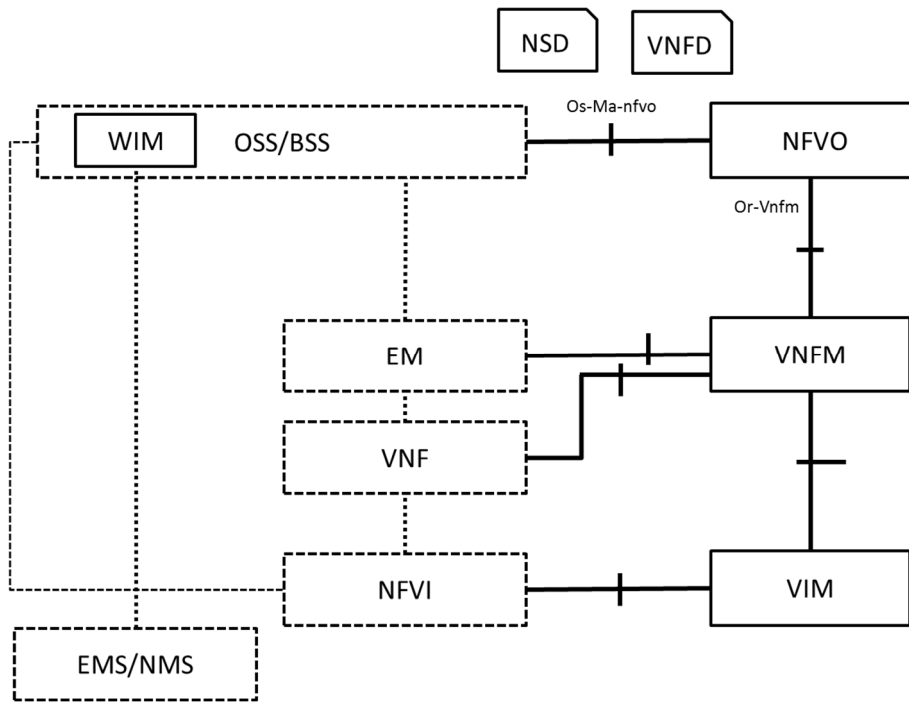 NSD
VNFD
Os-Ma-nfvo
WIM
OSS/BSS
NFVO
Or-Vnfm
EM
VNFM
VNF
NFVI
VIM
EMS/NMS